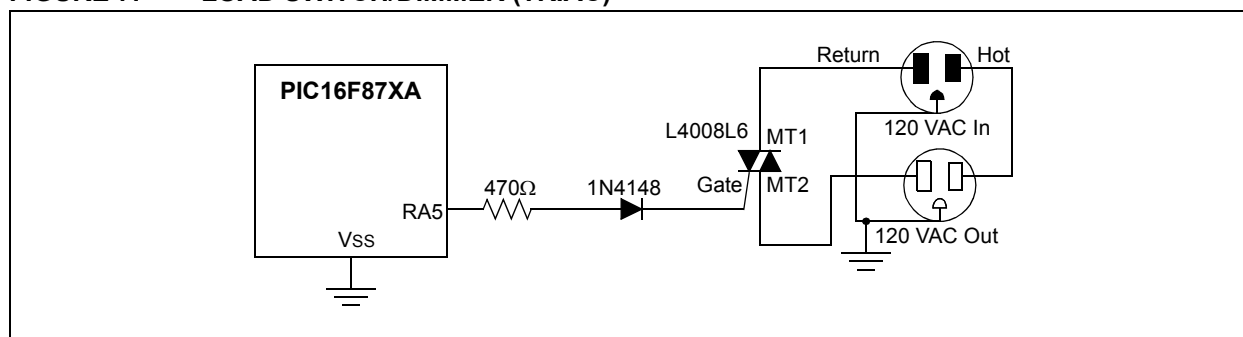 PIC16F87XA
RA5
VSS
470Ω
1N4148
Gate
L4008L6
MT1
MT2
Return
Hot
120 VAC In
120 VAC Out